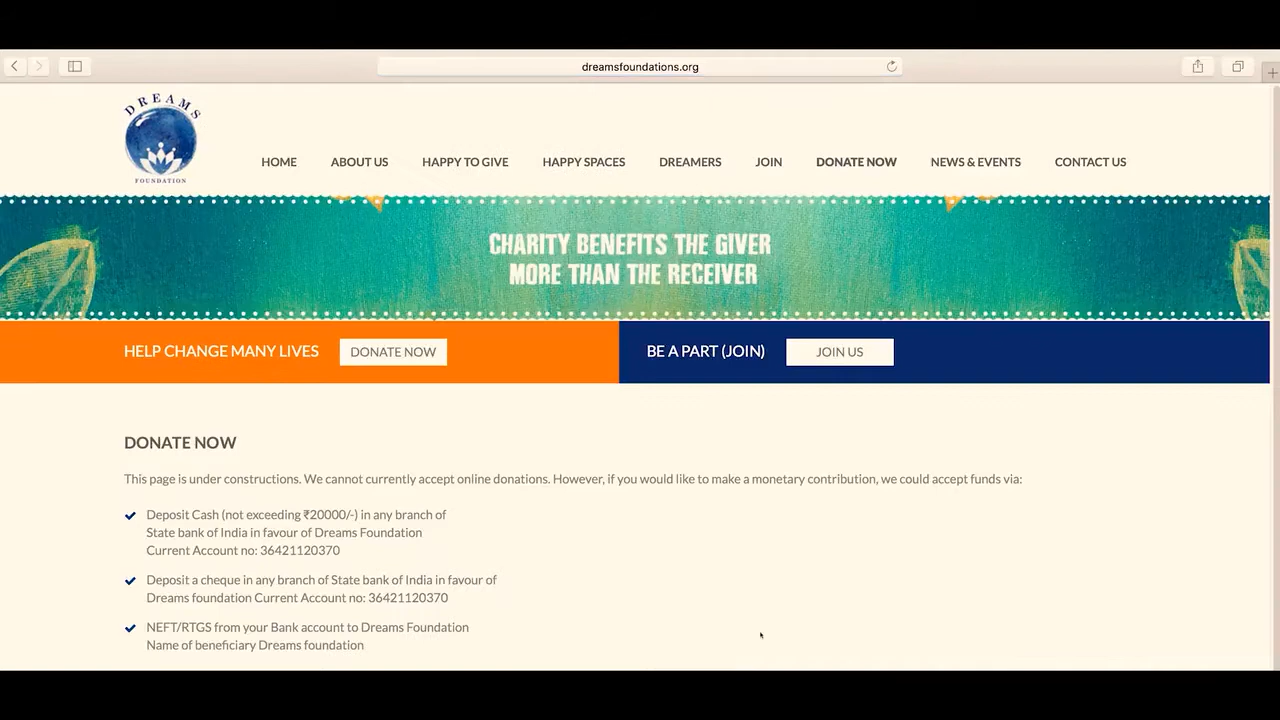 dreamsfoundations.org
DREAMS
FOUNDATION
HOME ABOUT US HAPPY TO GIVE HAPPY SPACES DREAMERS JOIN DONATE NOW NEWS & EVENTS CONTACT US
CHARITY BENEFITS THE GIVER
MORE THAN THE RECEIVER
HELP CHANGE MANY LIVES DONATE NOW BE A PART (JOIN) JOIN US
DONATE NOW
This page is under constructions. We cannot currently accept online donations. However, if you would like to make a monetary contribution, we could accept funds via:
Deposit Cash (not exceeding ₹20000/-) in any branch of
State bank of India in favour of Dreams Foundation
Current Account no: 36421120370
Deposit a cheque in any branch of State bank of India in favour of
Dreams foundation Current Account no: 36421120370
NEFT/RTGS from your Bank account to Dreams Foundation
Name of beneficiary Dreams foundation